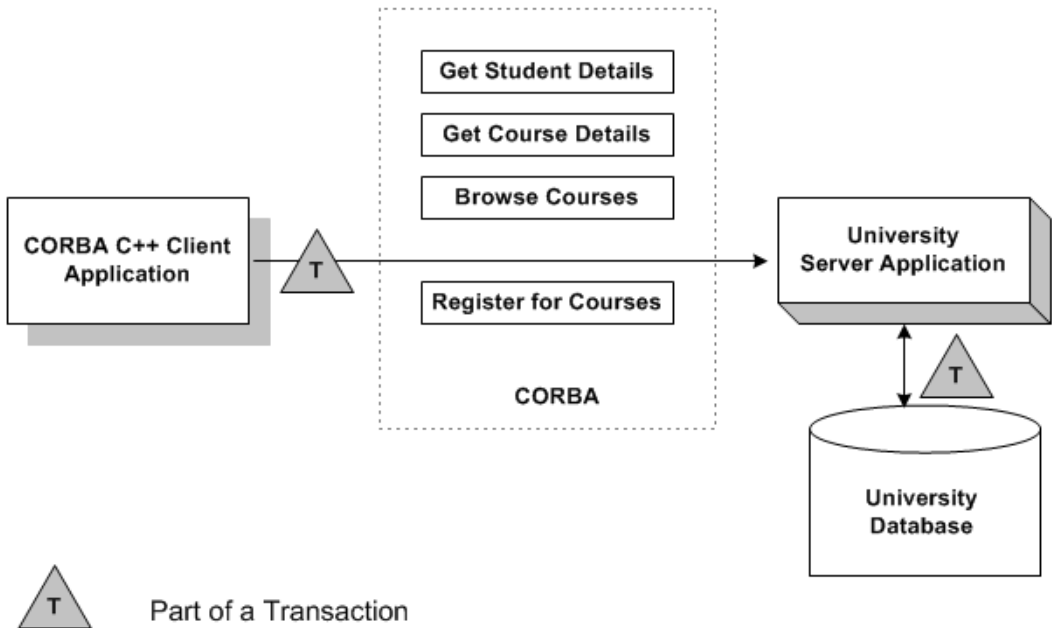 Get Student Details
Get Course Details
Browse Courses
CORBA C++ Client
Application
T
University
Server Application
Register for Courses
CORBA
T
University
Database
T
Part of a Transaction